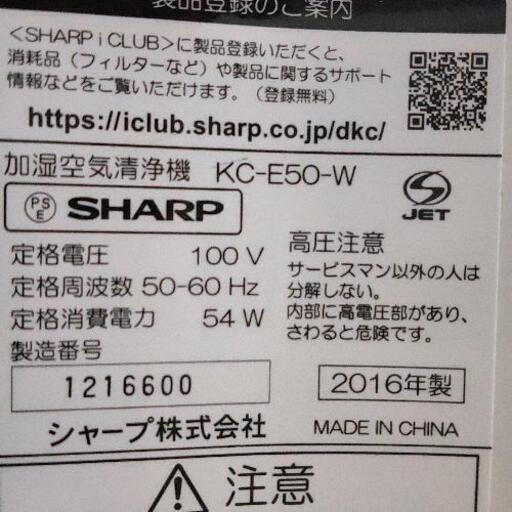 製品登録のご案内
<SHARP i CLUB>に製品登録いただくと、
消耗品（フィルターなど）や製品に関するサポート
情報などをご覧いただけます。（登録無料）
https://iclub.sharp.co.jp/dkc/
加湿空気清浄機 KC-E50-W
PS
E
SHARP
JET
定格電圧 100 V
定格周波数 50-60 Hz
定格消費電力 54 W
製造番号
1216600
高圧注意
サービスマン以外の人は
分解しない。
内部に高電圧部があり、
さわると危険です。
2016年製
シャープ株式会社
MADE IN CHINA
注意